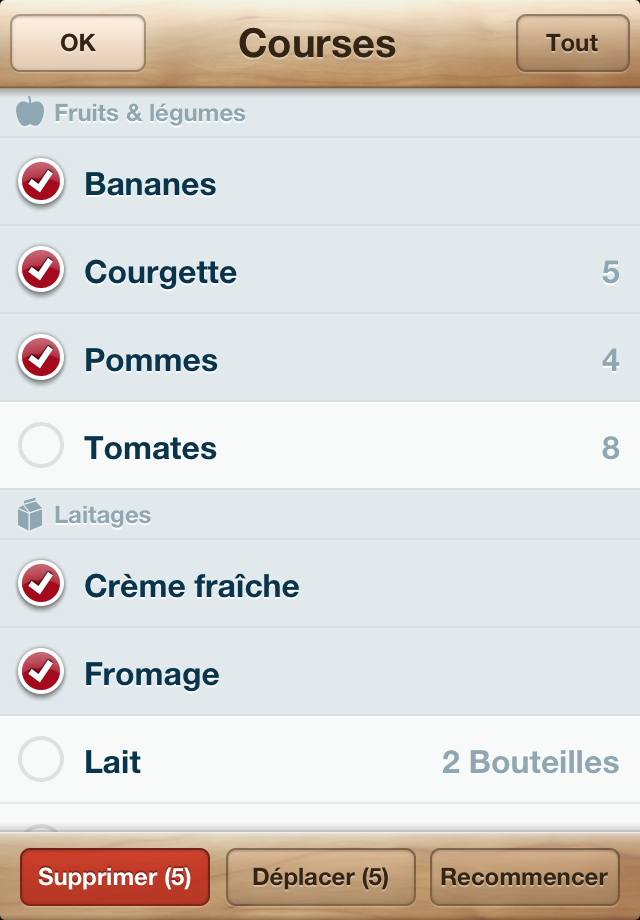 OK
Courses
Tout
Fruits & légumes
Bananes
Courgette 5
Pommes 4
Tomates 8
Laitages
Crème fraîche
Fromage
Lait 2 Bouteilles
Supprimer (5)
Déplacer (5)
Recommencer